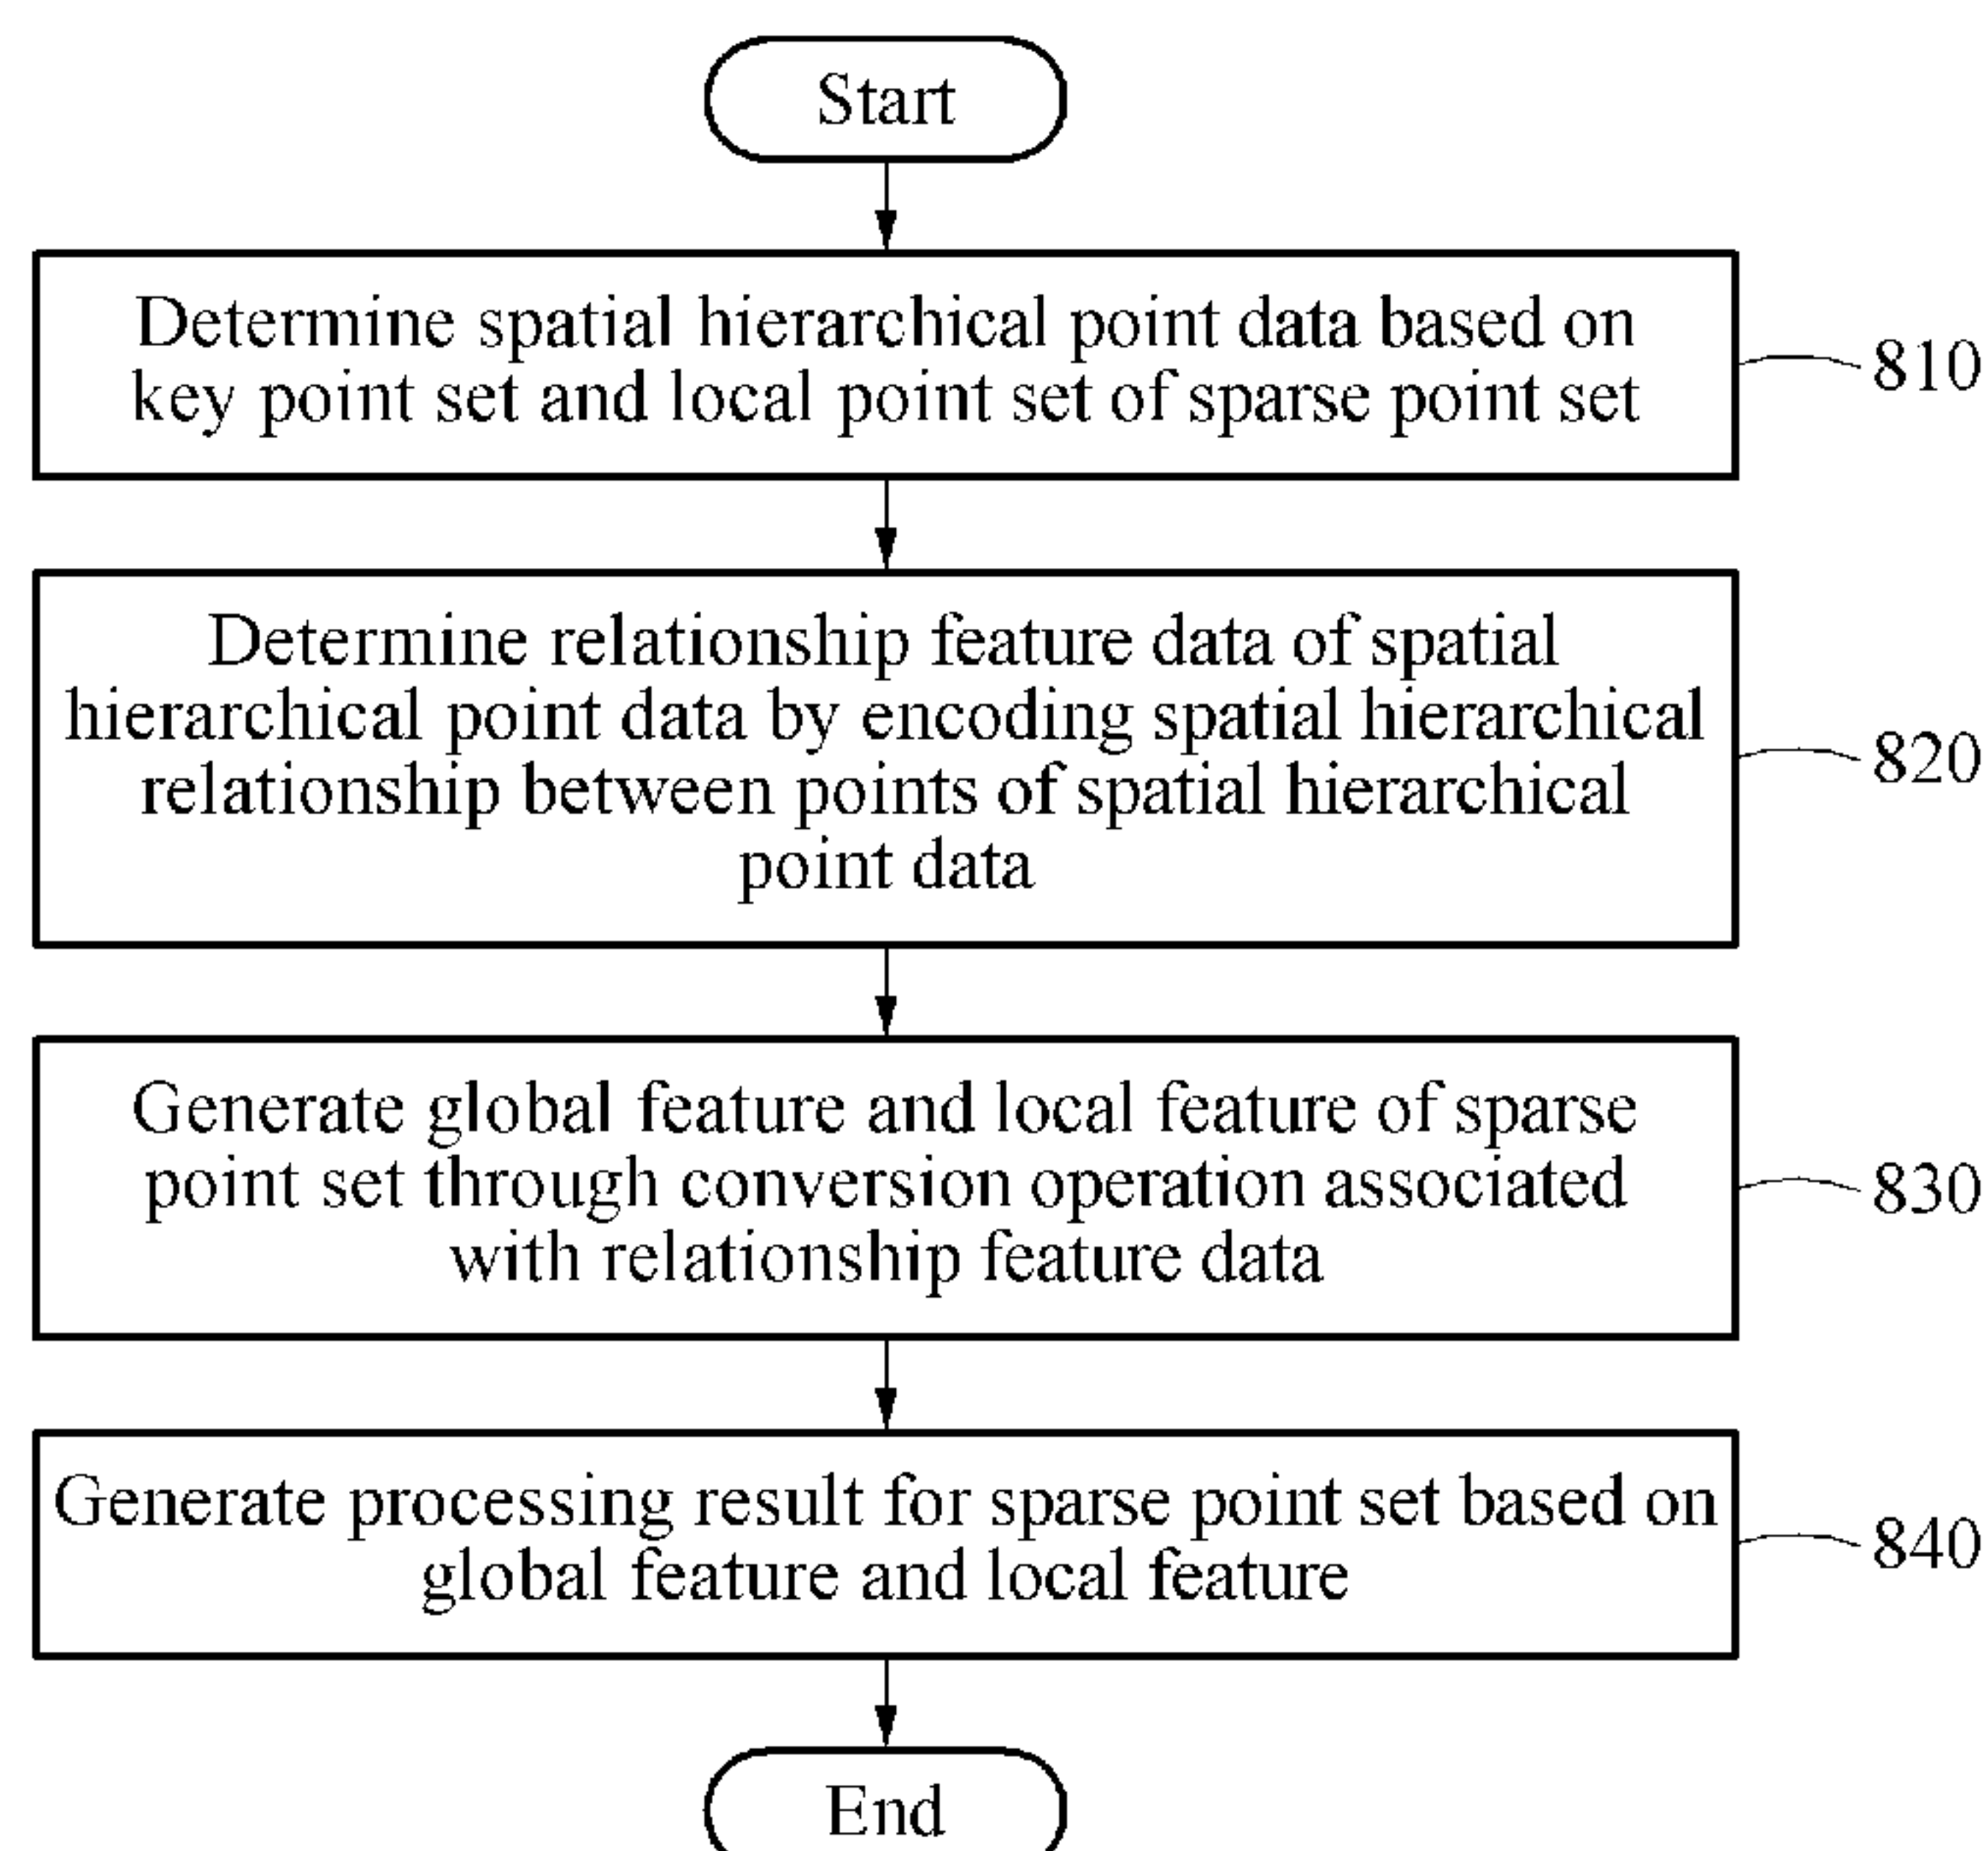 Start
Determine spatial hierarchical point data based on
key point set and local point set of sparse point set
810
Determine relationship feature data of spatial
hierarchical point data by encoding spatial hierarchical
relationship between points of spatial hierarchical
point data
820
Generate global feature and local feature of sparse
point set through conversion operation associated
with relationship feature data
830
Generate processing result for sparse point set based on
global feature and local feature
840
End